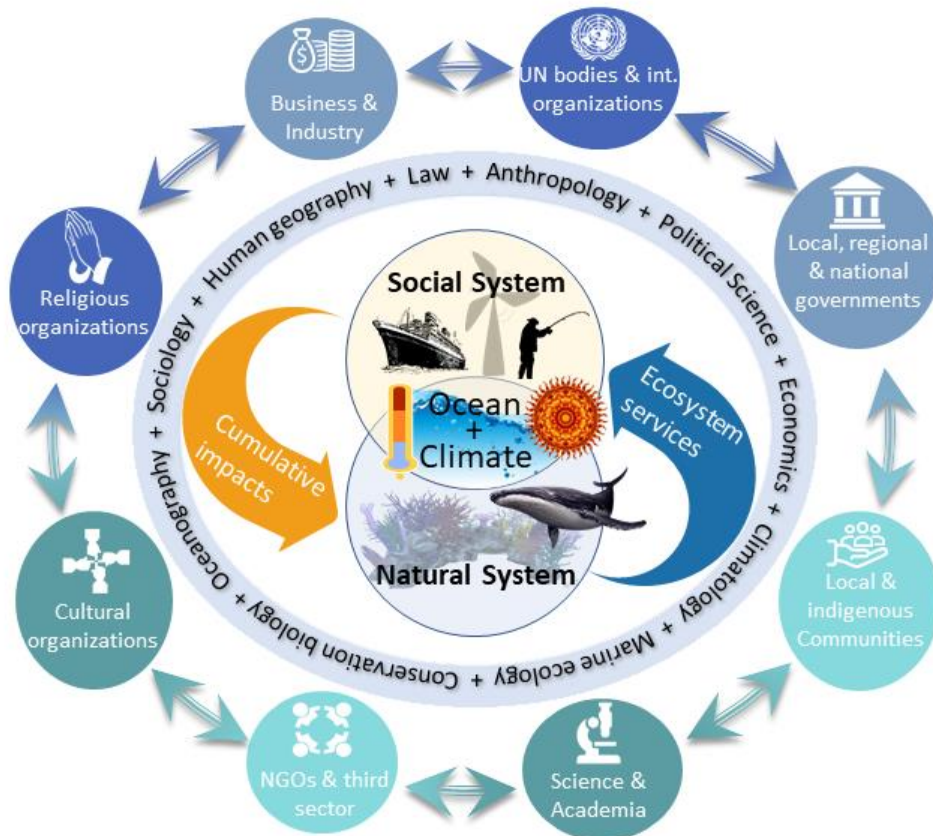 Business &
Industry
UN bodies & int.
organizations
Local, regional
& national
governments
Local &
indigenous
Communities
Science &
Academia
NGOs & third
sector
Cultural
organizations
Religious
organizations
+ Sociology + Human geography + Law + Anthropology + Political Science + Economics + Climatology + Marine ecology + Conservation biology + Oceanography
Social System
Ocean
+
Climate
Natural System
Cumulative
impacts
Ecosystem
services
$